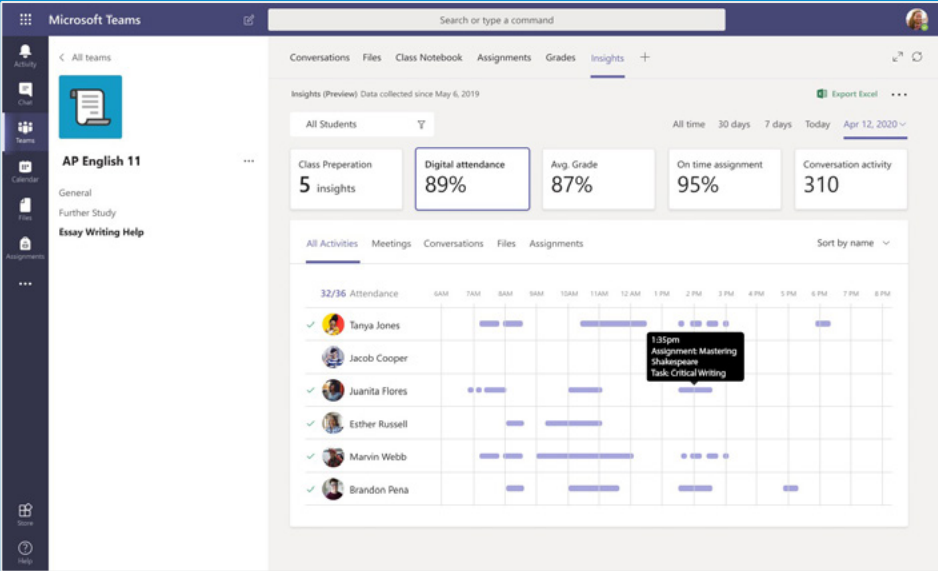 Microsoft Teams
Search or type a command
Activity
Chat
Teams
Calendar
Files
Assignments
Store
Help
All teams
AP English 11
General
Further Study
Essay Writing Help
Conversations Files Class Notebook Assignments Grades Insights
Insights (Preview) Data collected since May 6, 2019
Export Excel
All Students
All time 30 days 7 days Today Apr 12, 2020
Class Preperation
5 insights
Digital attendance
89%
Avg. Grade
87%
On time assignment
95%
Conversation activity
310
All Activities Meetings Conversations Files Assignments
Sort by name
32/36 Attendance 6AM 7AM 8AM 9AM 10AM 11AM 12 AM 1 PM 2 PM 3 PM 4 PM 5 PM 6 PM 7 PM 8 PM
Tanya Jones
Jacob Cooper
Juanita Flores
Esther Russell
Marvin Webb
Brandon Pena
1:35pm
Assignment: Mastering
Shakespeare
Task: Critical Writing